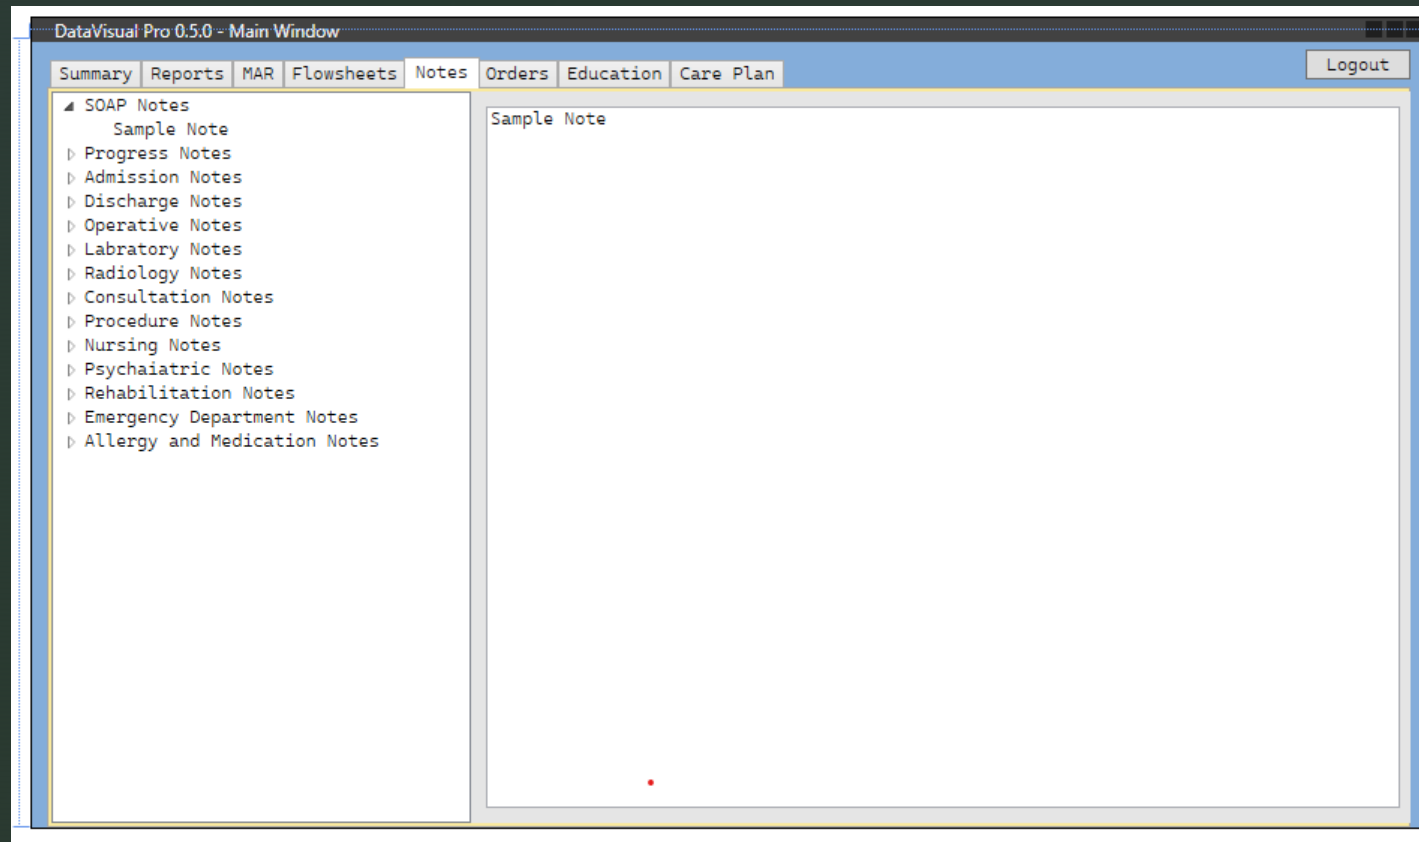 DataVisual Pro 0.5.0 - Main Window
Logout
Summary Reports MAR Flowsheets Notes Orders Education Care Plan
SOAP Notes
Sample Note
Progress Notes
Admission Notes
Discharge Notes
Operative Notes
Labratory Notes
Radiology Notes
Consultation Notes
Procedure Notes
Nursing Notes
Psychaiatric Notes
Rehabilitation Notes
Emergency Department Notes
Allergy and Medication Notes
Sample Note